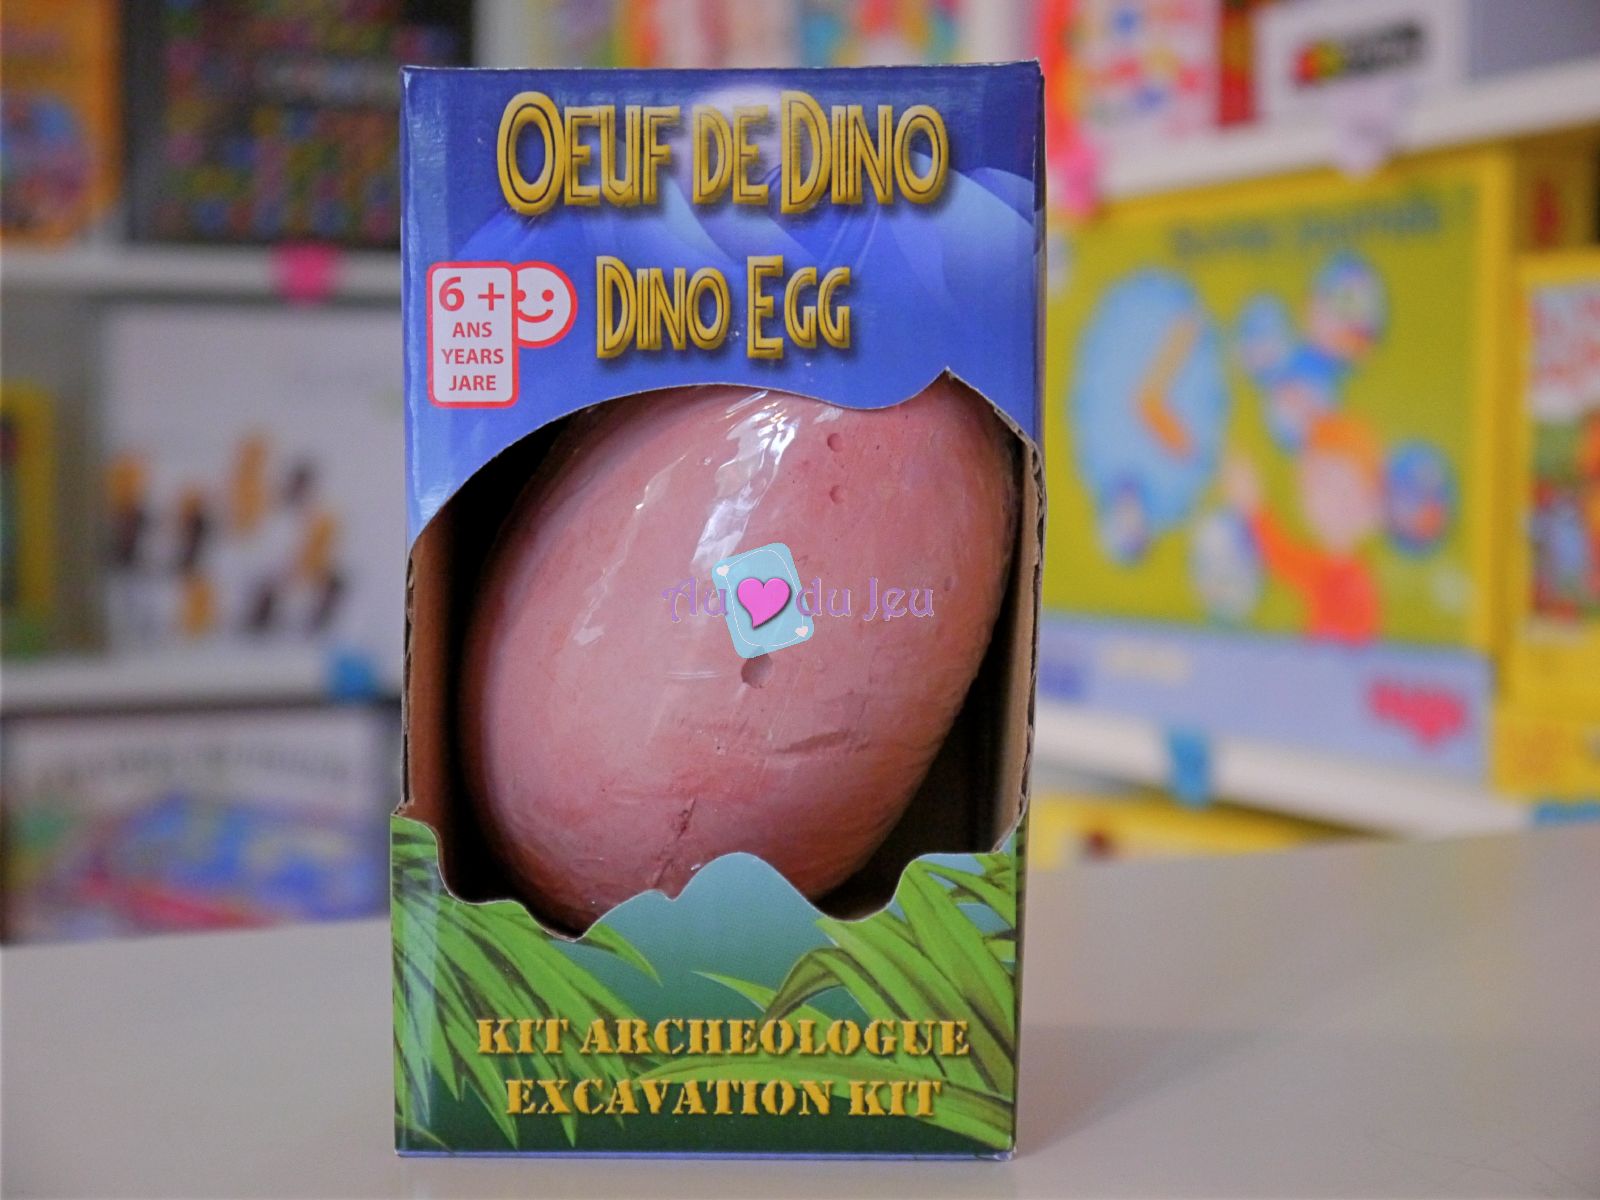 OEUF DE DINO
DINO EGG
6 +
ANS
YEARS
JARE
Au du Jeu
KIT ARCHEOLOGUE
EXCAVATION KIT